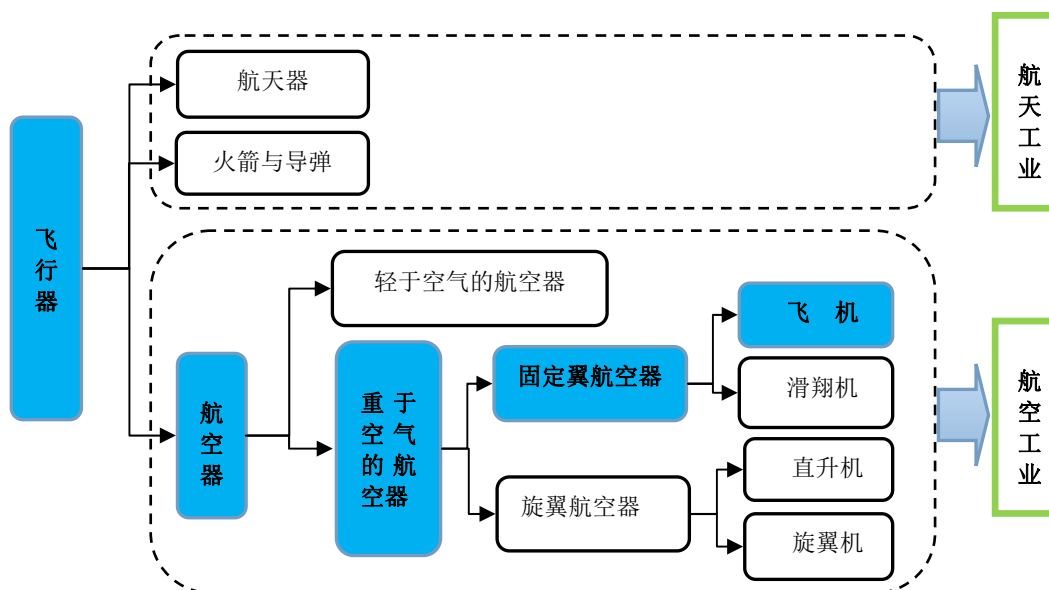 航天器
火箭与导弹
航
天
工
业
飞
行
器
轻于空气的航空器
飞 机
固定翼航空器
滑翔机
航
空
器
重 于
空 气
的 航
空器
旋翼航空器
直升机
旋翼机
航
空
工
业